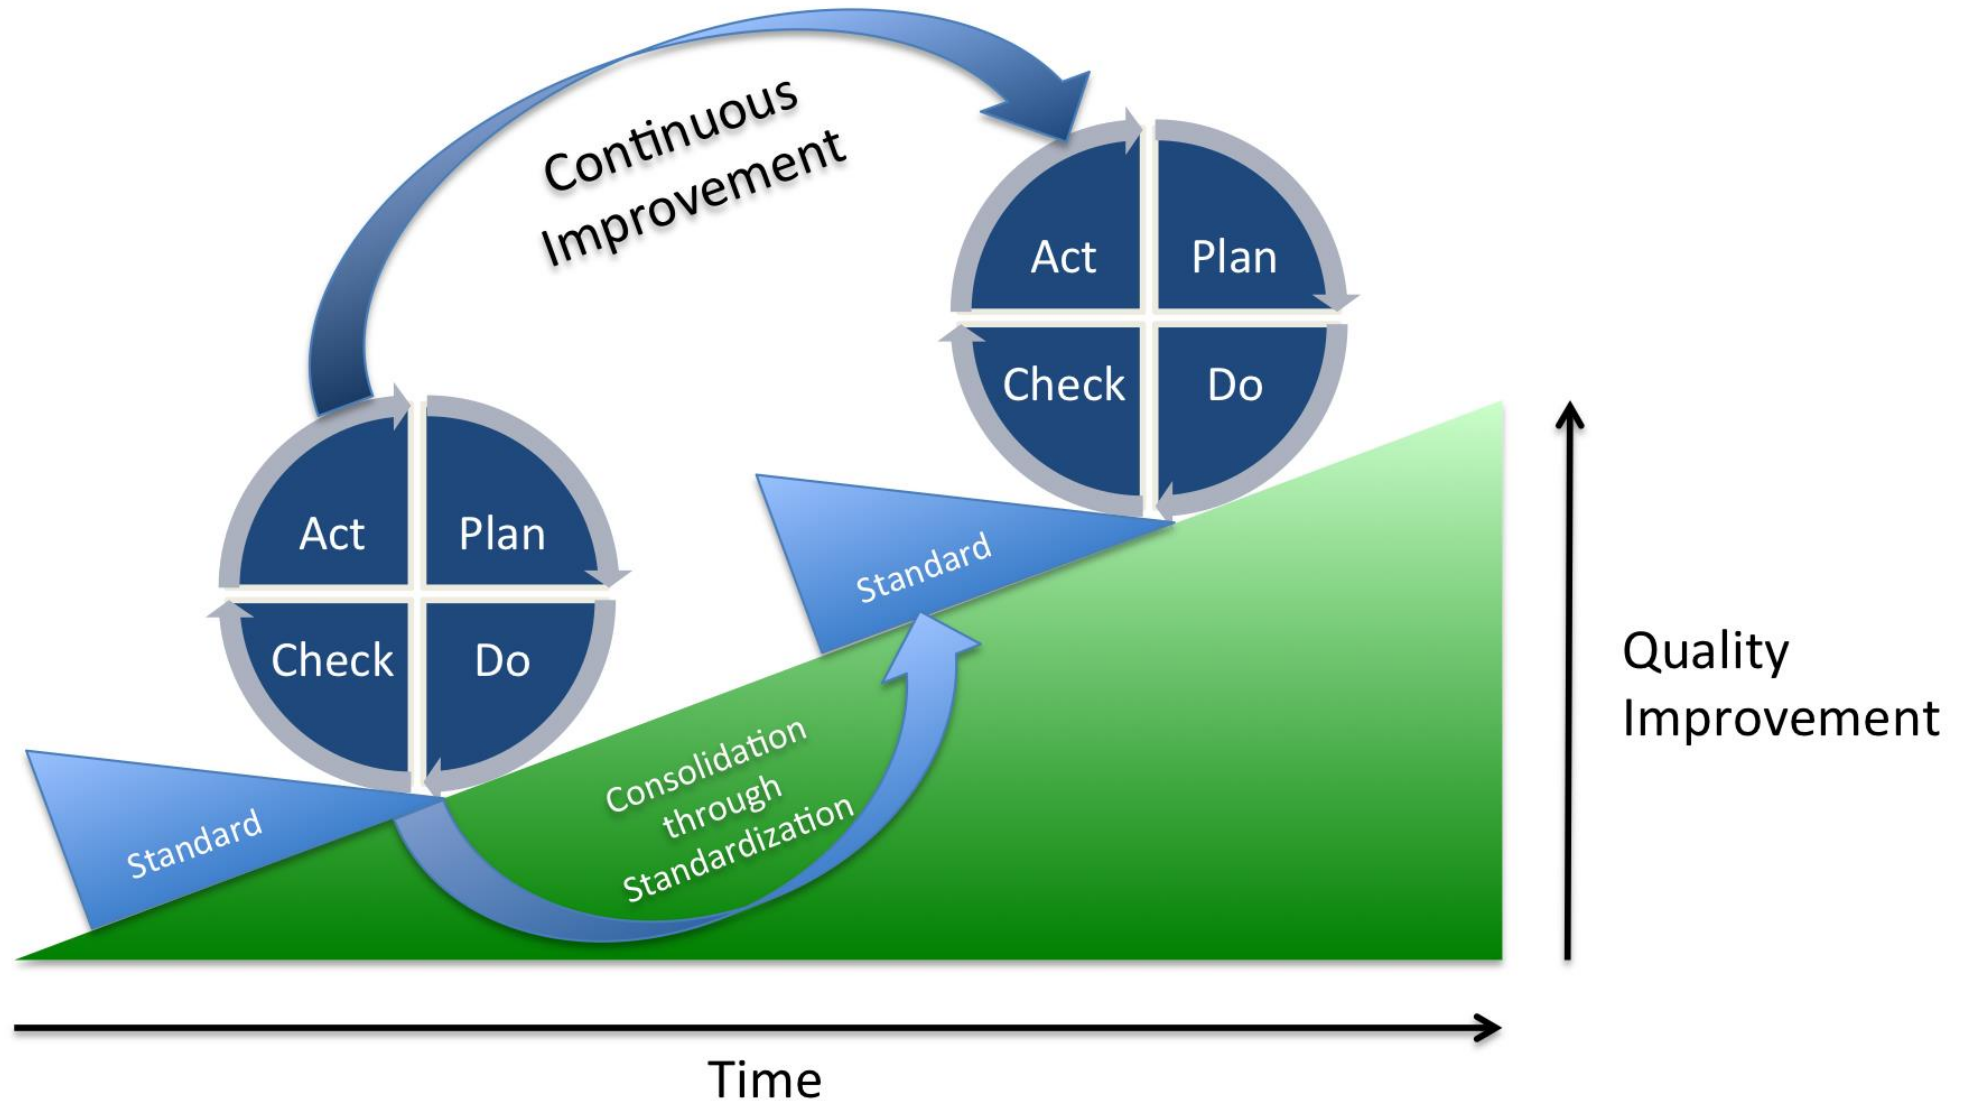 Continuous
Improvement
Act
Plan
Check
Do
Act
Plan
Check
Do
Standard
Standard
Consolidation
through
Standardization
Quality
Improvement
Time